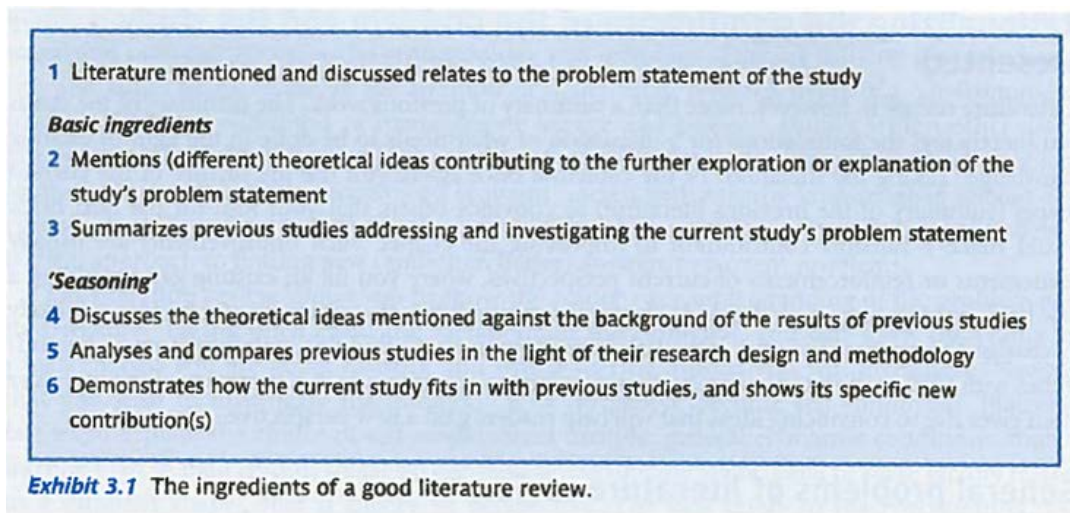 1 Literature mentioned and discussed relates to the problem statement of the study
Basic ingredients
2 Mentions (different) theoretical ideas contributing to the further exploration or explanation of the
study's problem statement
3 Summarizes previous studies addressing and investigating the current study's problem statement
'Seasoning'
4 Discusses the theoretical ideas mentioned against the background of the results of previous studies
5 Analyses and compares previous studies in the light of their research design and methodology
6 Demonstrates how the current study fits in with previous studies, and shows its specific new
contribution(s)
Exhibit 3.1 The ingredients of a good literature review.